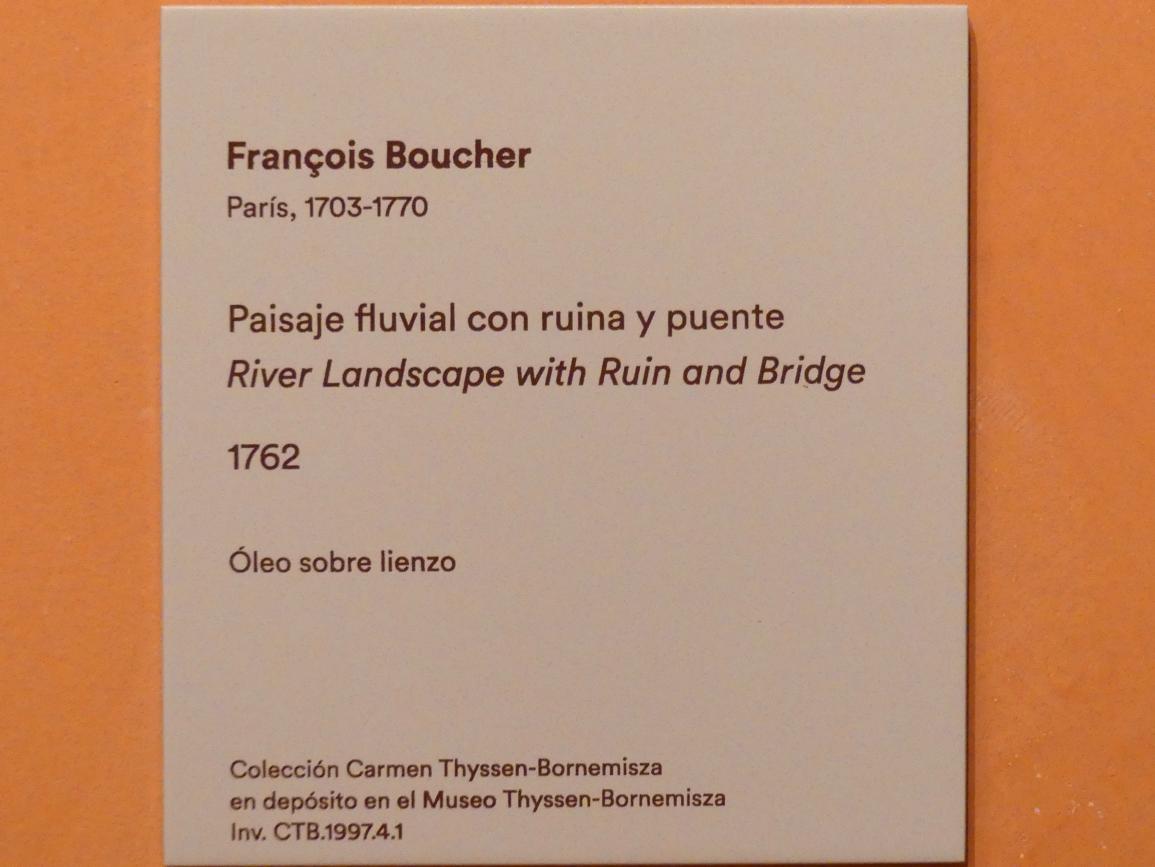 François Boucher
París, 1703-1770
Paisaje fluvial con ruina y puente
River Landscape with Ruin and Bridge
1762
Óleo sobre lienzo
Colección Carmen Thyssen-Bornemisza
en depósito en el Museo Thyssen-Bornemisza
Inv. CTB.1997.4.1